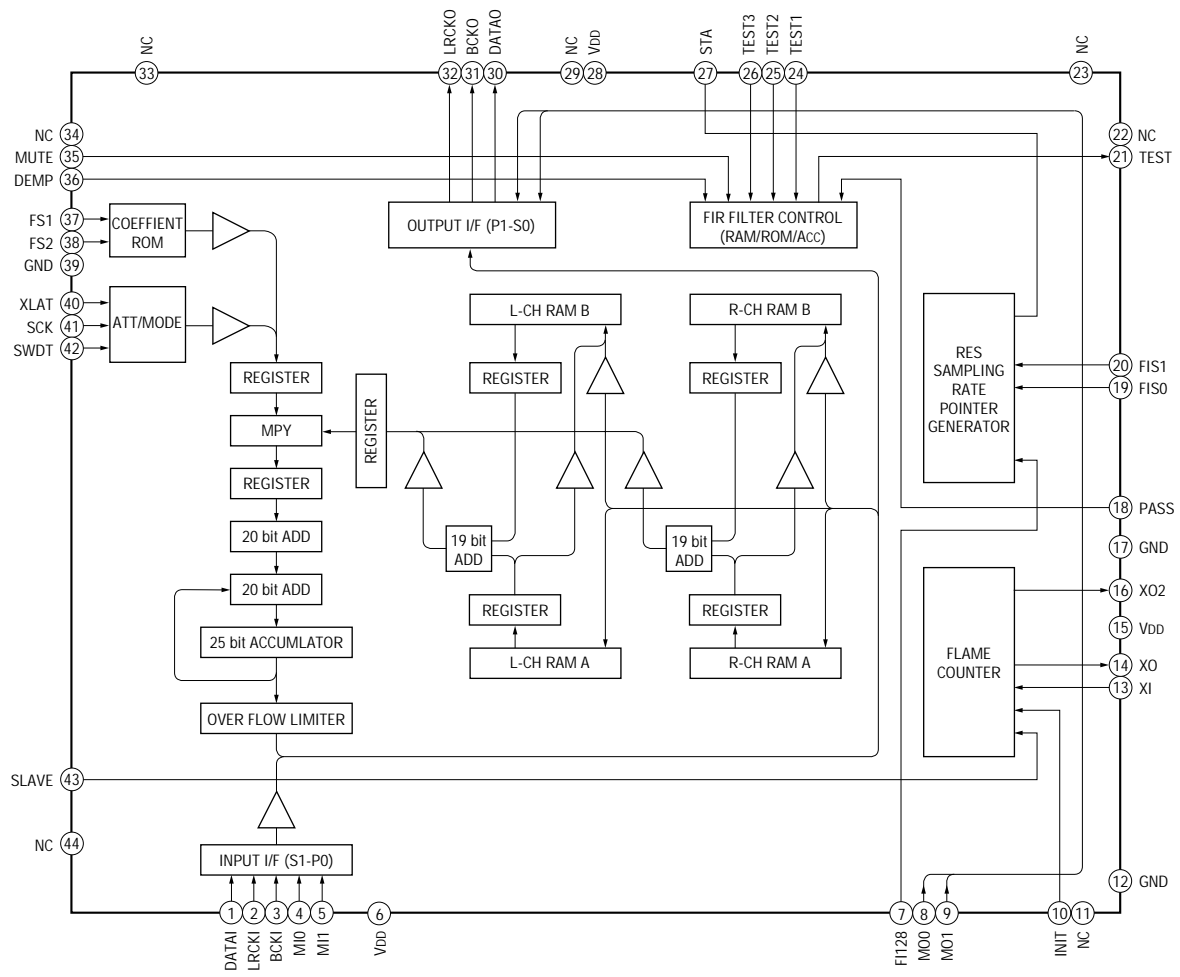 LRCKO
BCKO
DATAO
NC
VDD
STA
TEST3
TEST2
TEST1
NC
NC
33
32
31
30
29
28
27
26
25
24
23
NC 34
MUTE 35
DEMP 36
FS1 37
FS2 38
GND 39
XLAT 40
SCK 41
SWDT 42
SLAVE 43
NC 44
22 NC
21 TEST
20 FIS1
19 FIS0
18 PASS
17 GND
16 XO2
15 VDD
14 XO
13 XI
12 GND
COEFFIENT
ROM
ATT/MODE
OUTPUT I/F (P1-S0)
FIR FILTER CONTROL
(RAM/ROM/ACC)
L-CH RAM B
R-CH RAM B
RES
SAMPLING
RATE
POINTER
GENERATOR
REGISTER
REGISTER
REGISTER
REGISTER
MPY
REGISTER
20 bit ADD
19 bit
ADD
19 bit
ADD
20 bit ADD
REGISTER
REGISTER
25 bit ACCUMLATOR
L-CH RAM A
R-CH RAM A
FLAME
COUNTER
OVER FLOW LIMITER
INPUT I/F (S1-P0)
1
2
3
4
5
6
7
8
9
10
11
DATAI
LRCKI
BCKI
MI0
MI1
VDD
FI128
MO0
MO1
INIT
NC